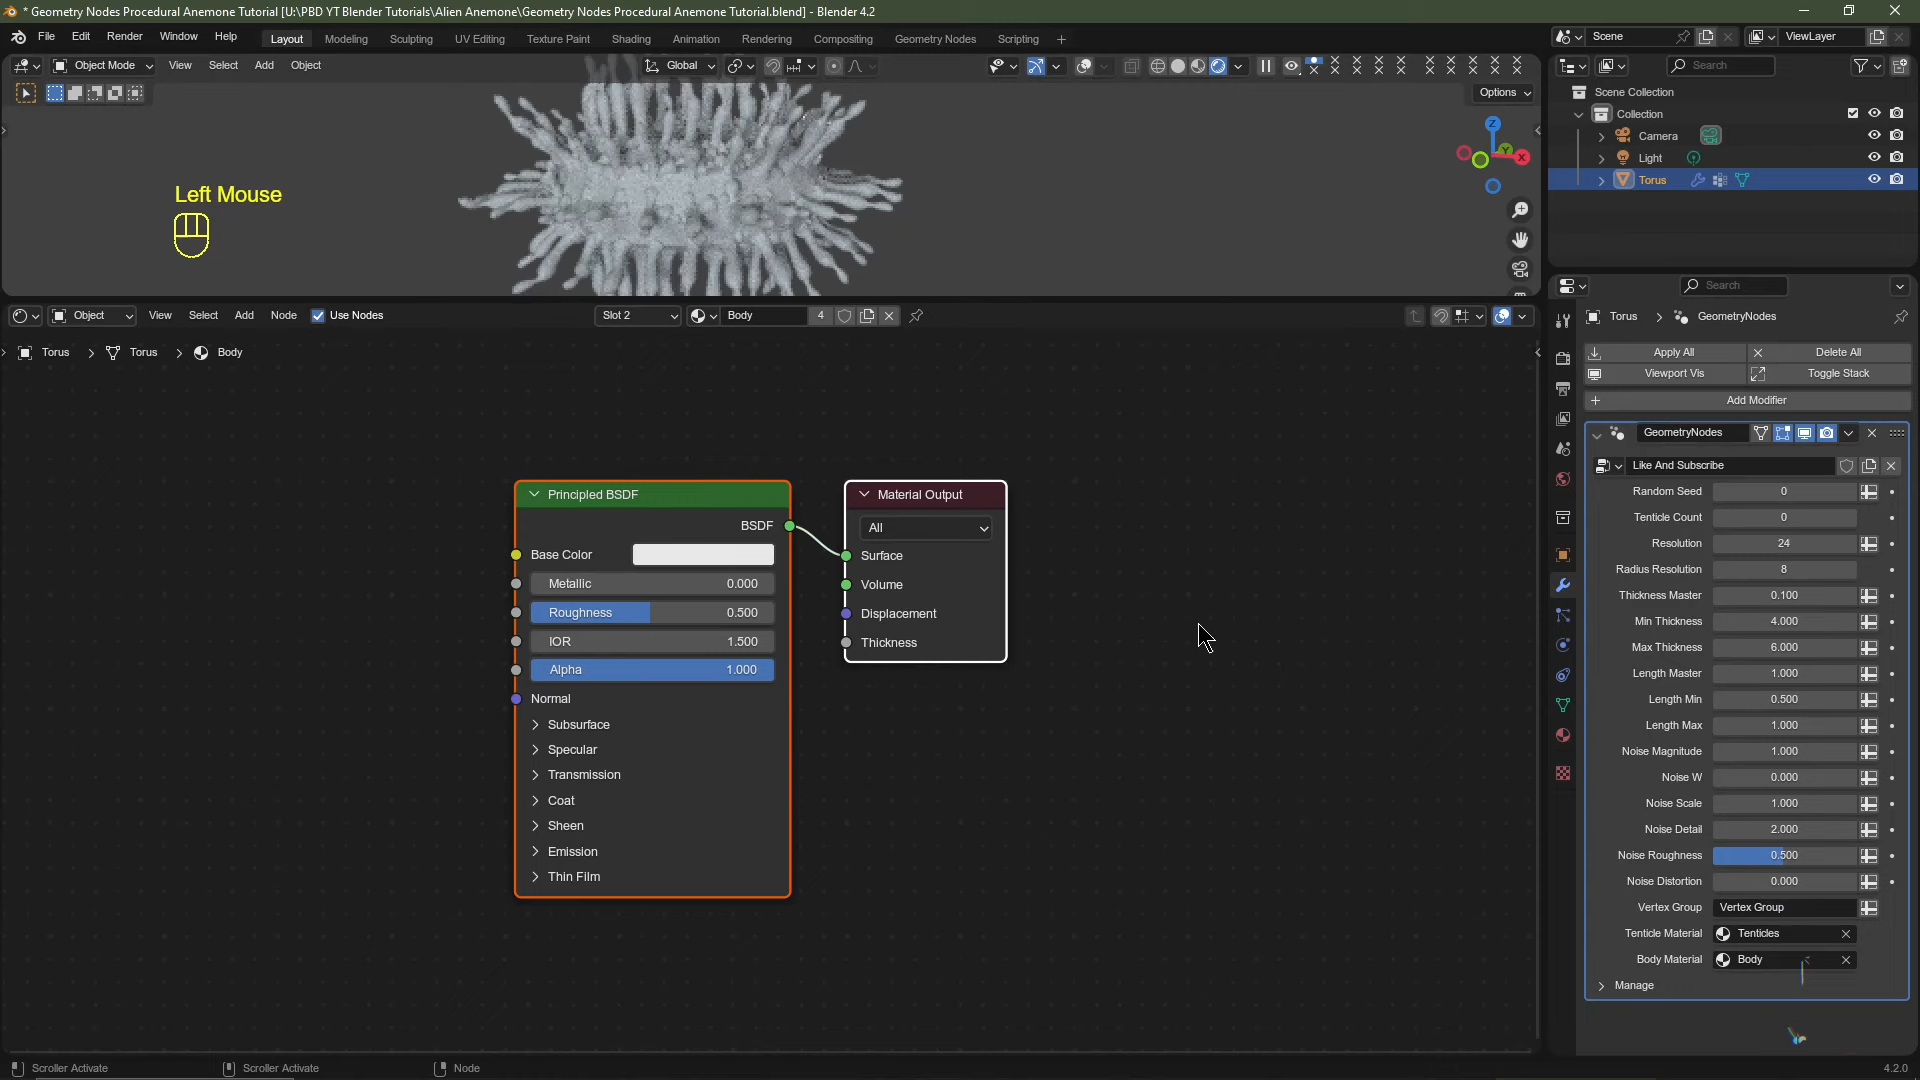 * Geometry Nodes Procedural Anemone Tutorial [U:\PBD YT Blender Tutorials\Alien Anemone\Geometry Nodes Procedural Anemone Tutorial.blend] - Blender 4.2
File Edit Render Window Help Layout Modeling Sculpting UV Editing Texture Paint Shading Animation Rendering Compositing Geometry Nodes Scripting + Scene ViewLayer
Object Mode View Select Add Object Global Search
Options
Z
Y
X
Left Mouse
Scene Collection
Collection
Camera
Light
Torus
Search
Object View Select Add Node Use Nodes Slot 2 Body 4
Torus > GeometryNodes
Torus > Torus > Body
Apply All Delete All
Viewport Vis Toggle Stack
Add Modifier
GeometryNodes
Like And Subscribe
Random Seed 0
Tenticle Count 0
Resolution 24
Radius Resolution 8
Thickness Master 0.100
Min Thickness 4.000
Max Thickness 6.000
Length Master 1.000
Length Min 0.500
Length Max 1.000
Noise Magnitude 1.000
Noise W 0.000
Noise Scale 1.000
Noise Detail 2.000
Noise Roughness 0.500
Noise Distortion 0.000
Vertex Group Vertex Group
Tenticle Material Tenticles
Body Material Body
Manage
Principled BSDF
BSDF
Base Color
Metallic 0.000
Roughness 0.500
IOR 1.500
Alpha 1.000
Normal
Subsurface
Specular
Transmission
Coat
Sheen
Emission
Thin Film
Material Output
All
Surface
Volume
Displacement
Thickness
Scroller Activate Scroller Activate Node 4.2.0